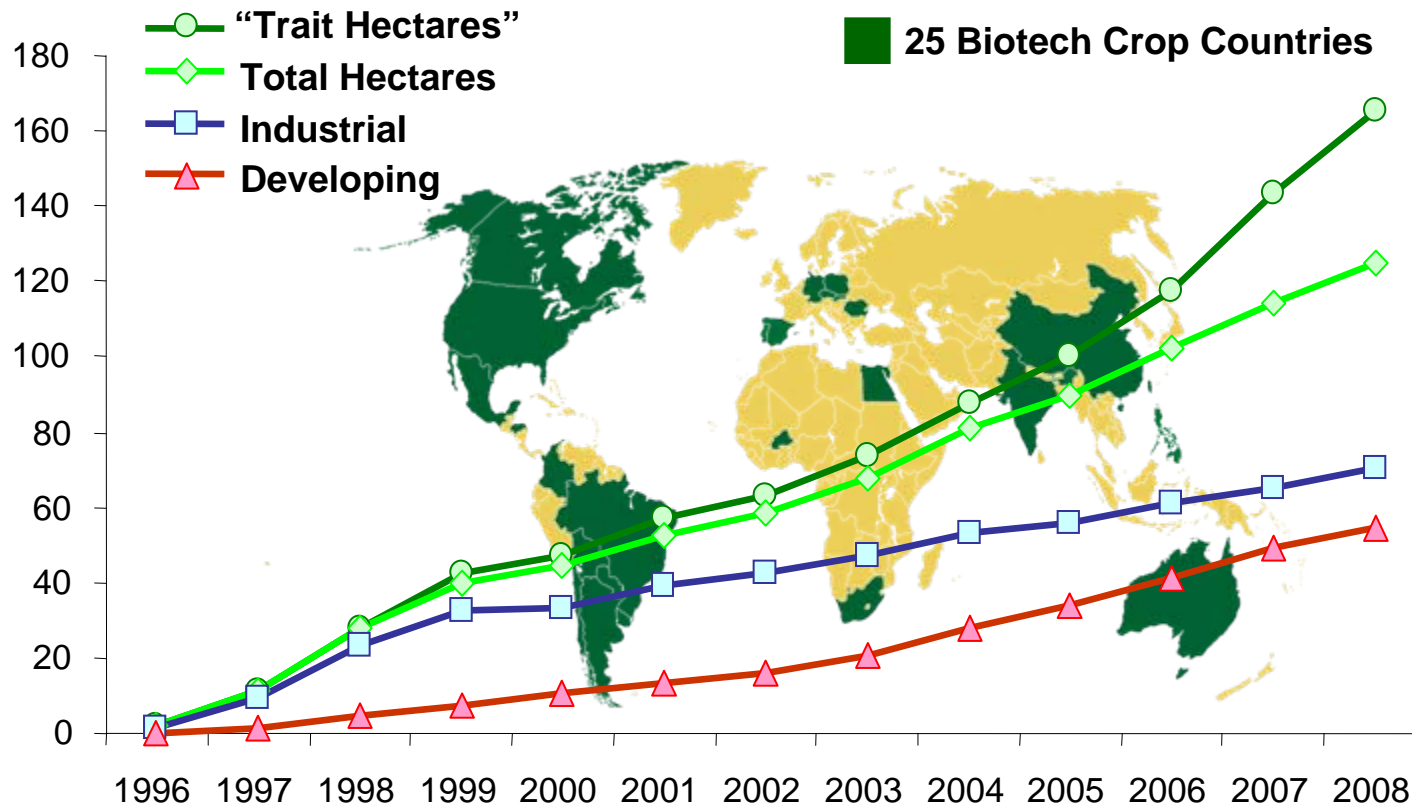 “Trait Hectares”
Total Hectares
Industrial
Developing
25 Biotech Crop Countries
180
160
140
120
100
80
60
40
20
0
1996 1997 1998 1999 2000 2001 2002 2003 2004 2005 2006 2007 2008